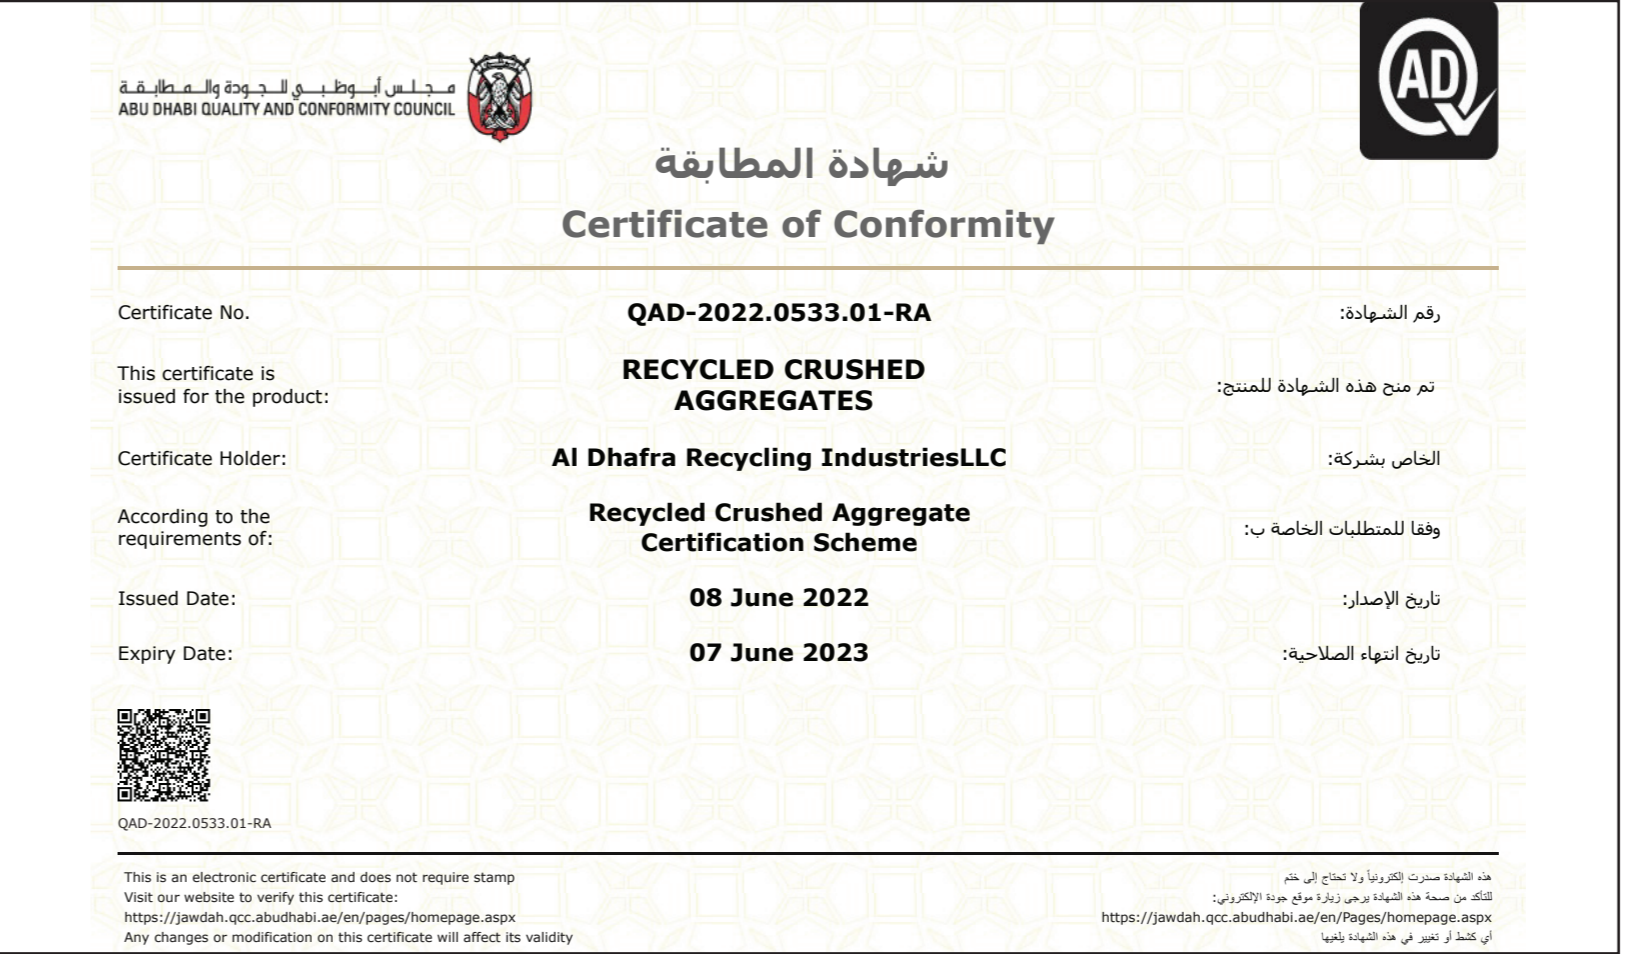 مجلس أبوظبي للجودة والمطابقة
ABU DHABI QUALITY AND CONFORMITY COUNCIL
AD
شهادة المطابقة
Certificate of Conformity
Certificate No.
QAD-2022.0533.01-RA
رقم الشهادة:
This certificate is
issued for the product:
RECYCLED CRUSHED
AGGREGATES
تم منح هذه الشهادة للمنتج:
Certificate Holder:
Al Dhafra Recycling IndustriesLLC
الخاص بشركة:
According to the
requirements of:
Recycled Crushed Aggregate
Certification Scheme
وفقا للمتطلبات الخاصة ب:
Issued Date:
08 June 2022
تاريخ الإصدار:
Expiry Date:
07 June 2023
تاريخ انتهاء الصلاحية:
QAD-2022.0533.01-RA
This is an electronic certificate and does not require stamp
Visit our website to verify this certificate:
https://jawdah.qcc.abudhabi.ae/en/pages/homepage.aspx
Any changes or modification on this certificate will affect its validity
هذه الشهادة صدرت إلكترونياً ولا تحتاج إلى ختم
للتأكد من صحة هذه الشهادة يرجى زيارة موقع جودة الإلكتروني:
https://jawdah.qcc.abudhabi.ae/en/Pages/homepage.aspx
أي كشط أو تغيير في هذه الشهادة يلغيها